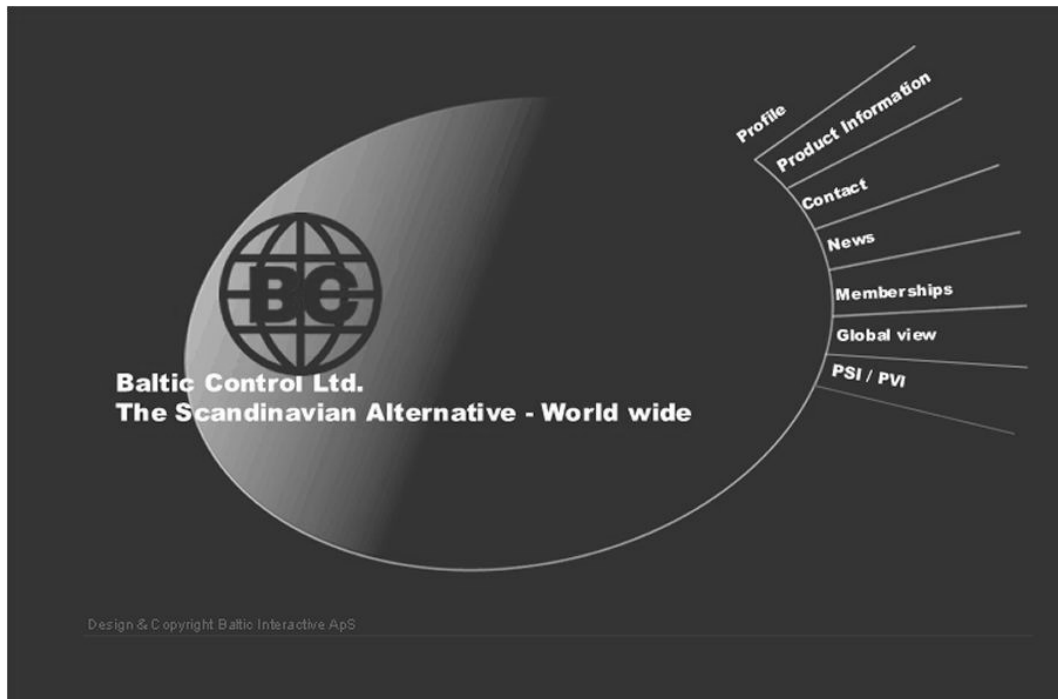 Profile
Product Information
Contact
News
Memberships
Global view
PSI / PVI
BC
Baltic Control Ltd.
The Scandinavian Alternative - World wide
Design & Copyright Baltic Interactive ApS